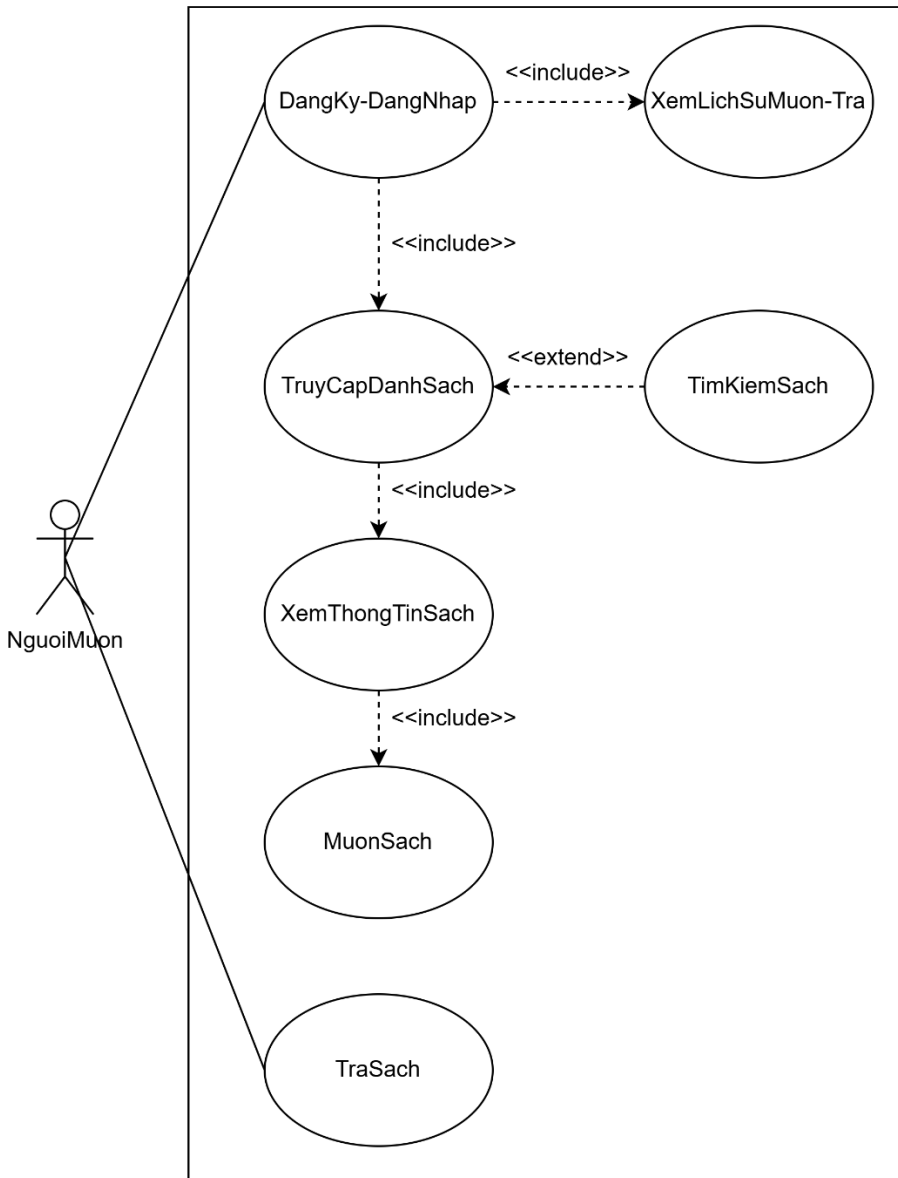 DangKy-DangNhap
<<include>>
XemLichSuMuon-Tra
<<include>>
TruyCapDanhSach
<<extend>>
TimKiemSach
<<include>>
NguoiMuon
XemThongTinSach
<<include>>
MuonSach
TraSach